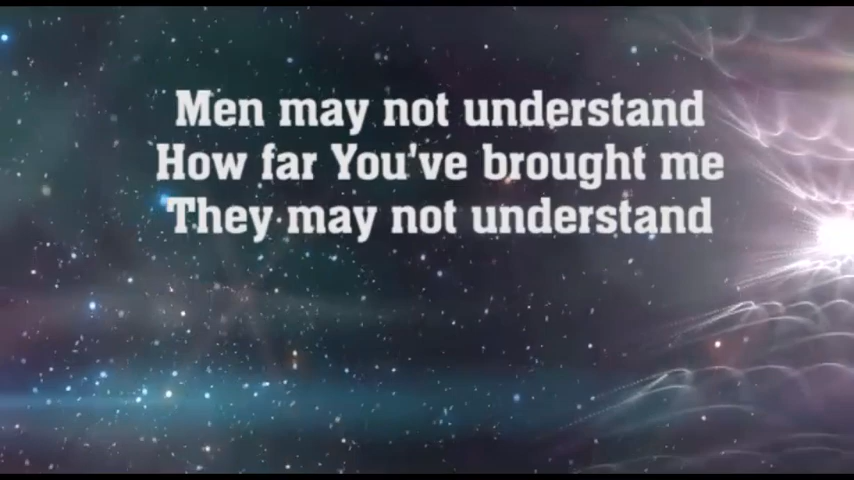 Men may not understand
How far You've brought me
They may not understand